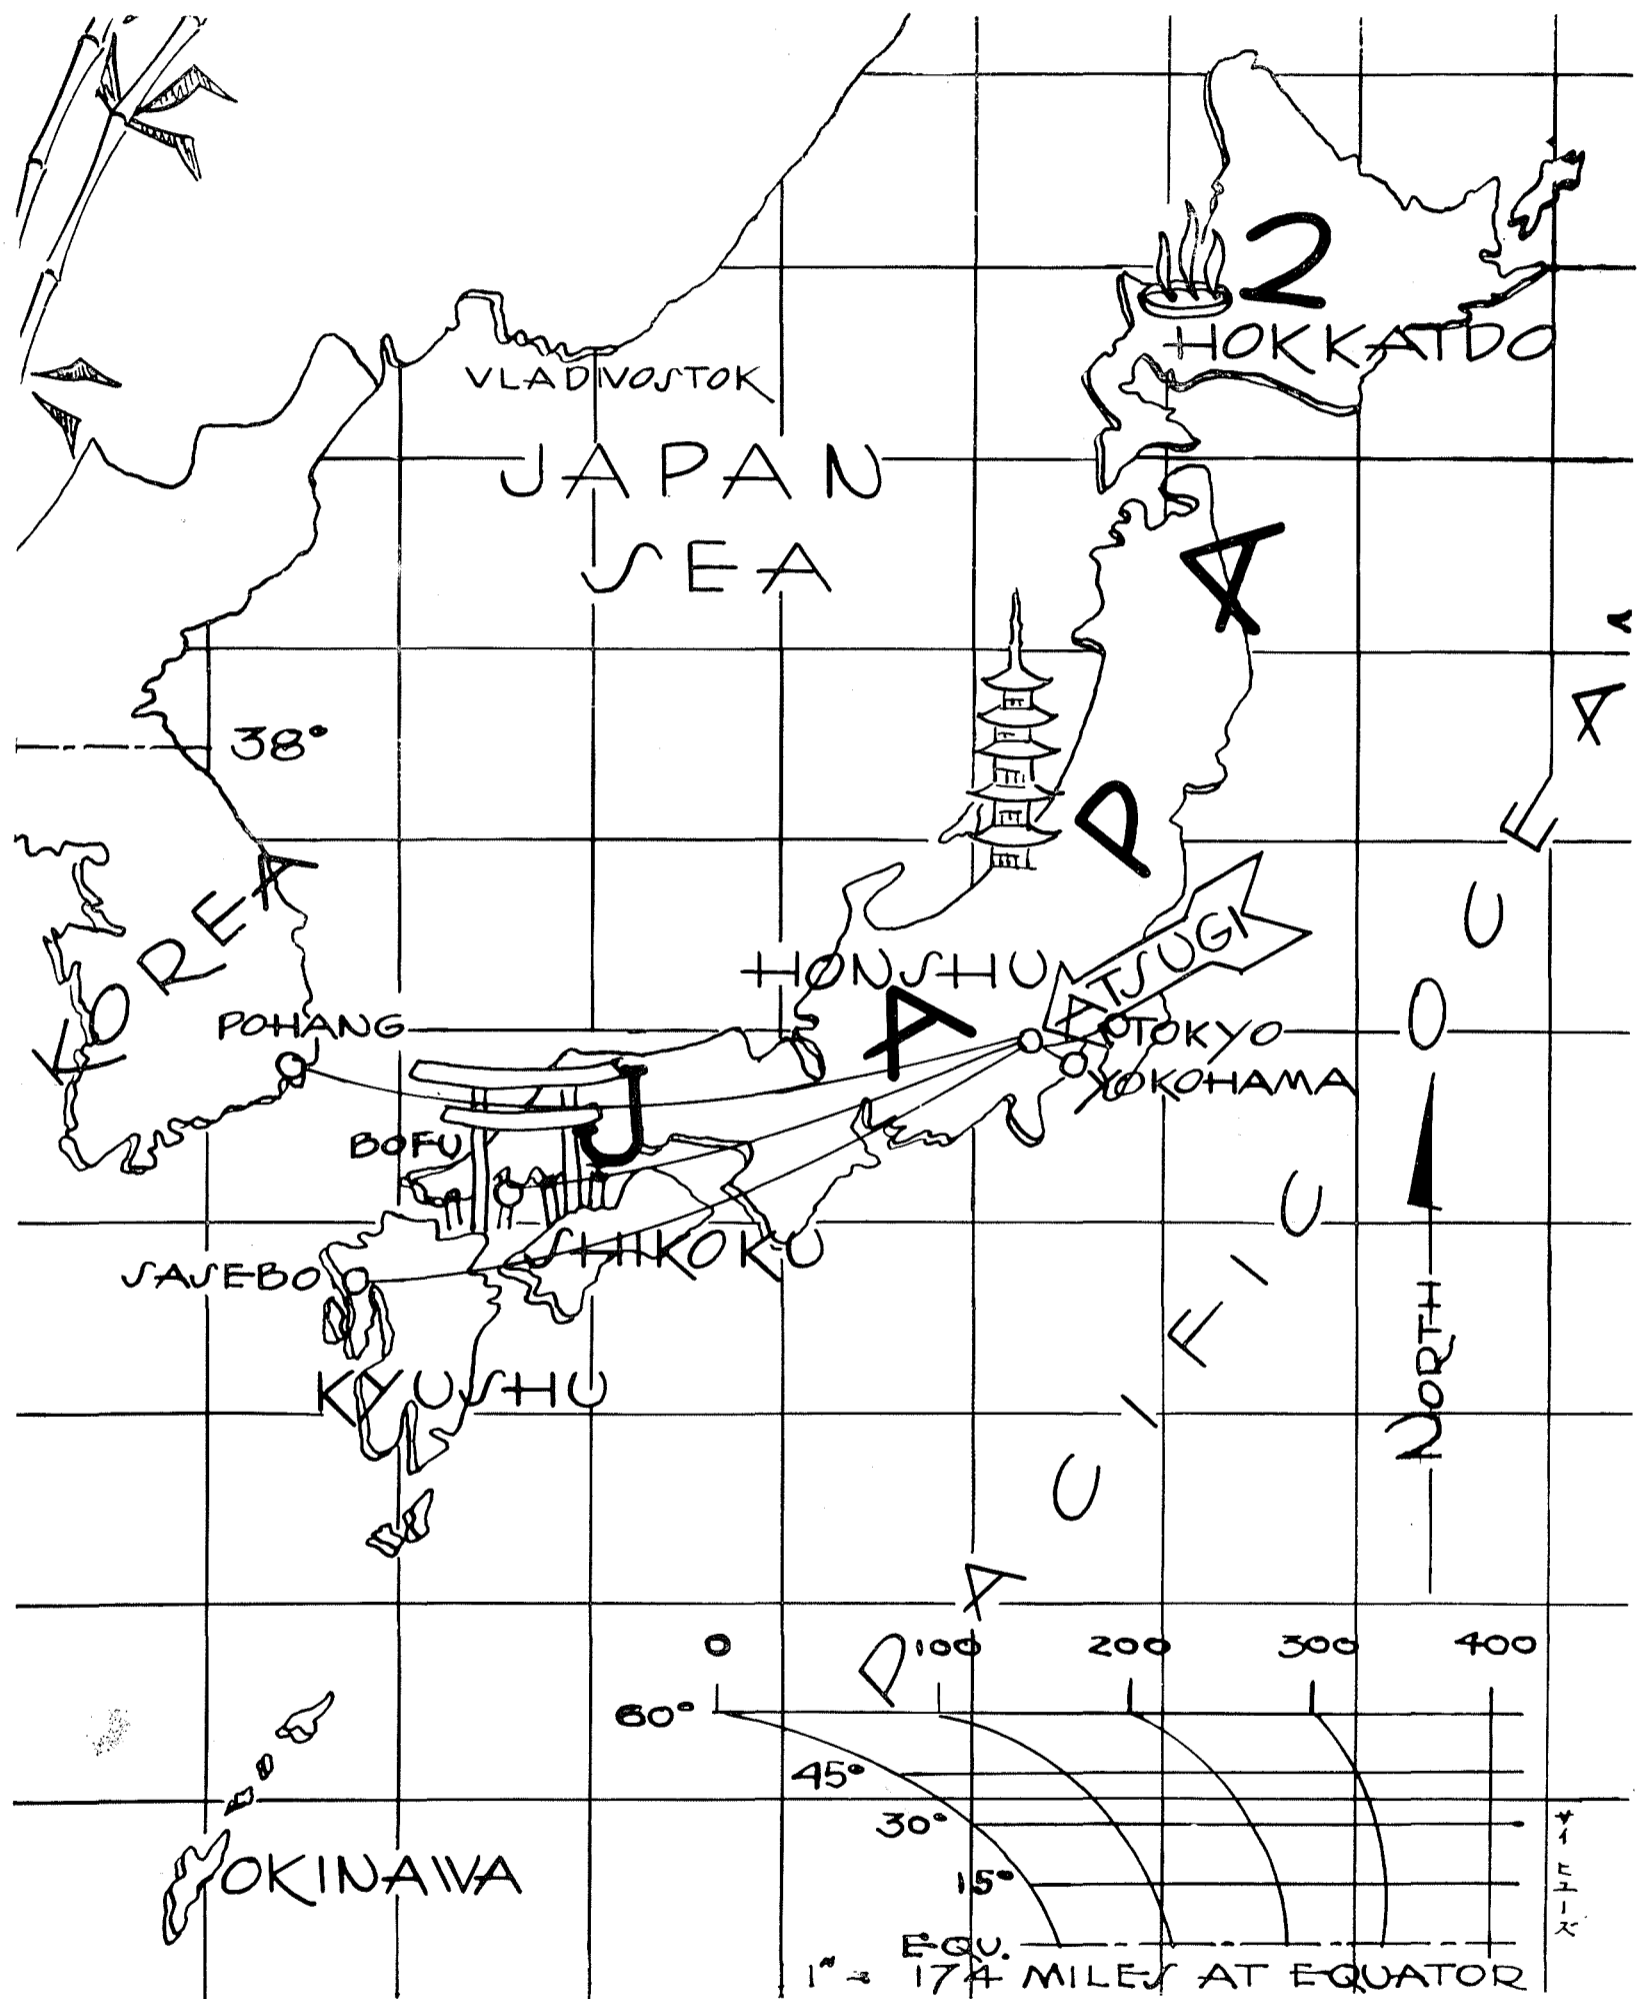 N
HOKKAIDO
VLADIVOSTOK
JAPAN
SEA
A
38°
P
KOREA
ATSUGI
HONSHU
A
POHANG
TOKYO
YOKOHAMA
J
BOFU
SHIKOKU
SASEBO
KYUSHU
PACIFIC OCEA
NORTH
0 100 200 300 400
60°
45°
30°
15°
EQU.
1" = 174 MILES AT EQUATOR
OKINAWA
サイ ヒューズ